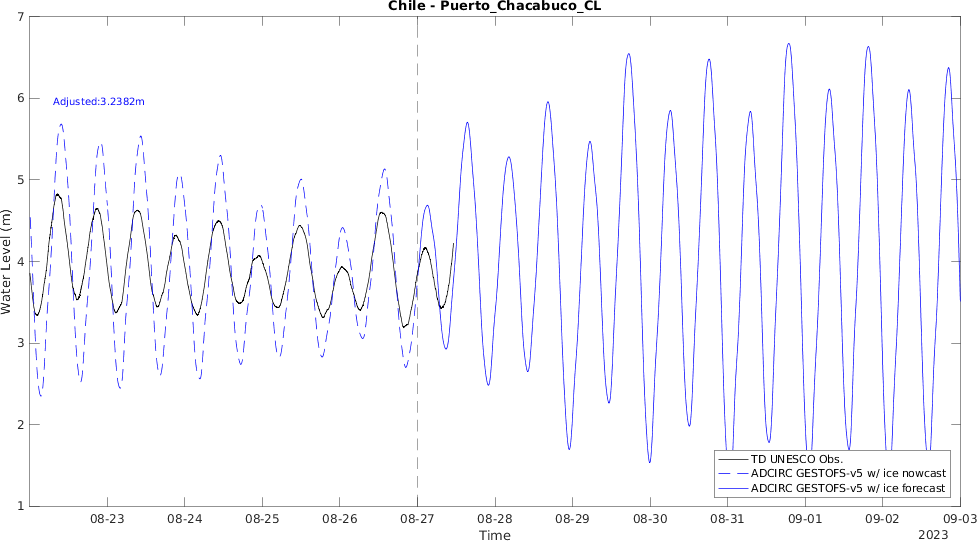 Chile - Puerto_Chacabuco_CL
7
6
5
4
3
2
1
Water Level (m)
Adjusted:3.2382m
TD UNESCO Obs.
ADCIRC GESTOFS-v5 w/ ice nowcast
ADCIRC GESTOFS-v5 w/ ice forecast
08-23 08-24 08-25 08-26 08-27 08-28 08-29 08-30 08-31 09-01 09-02 09-03
Time
2023